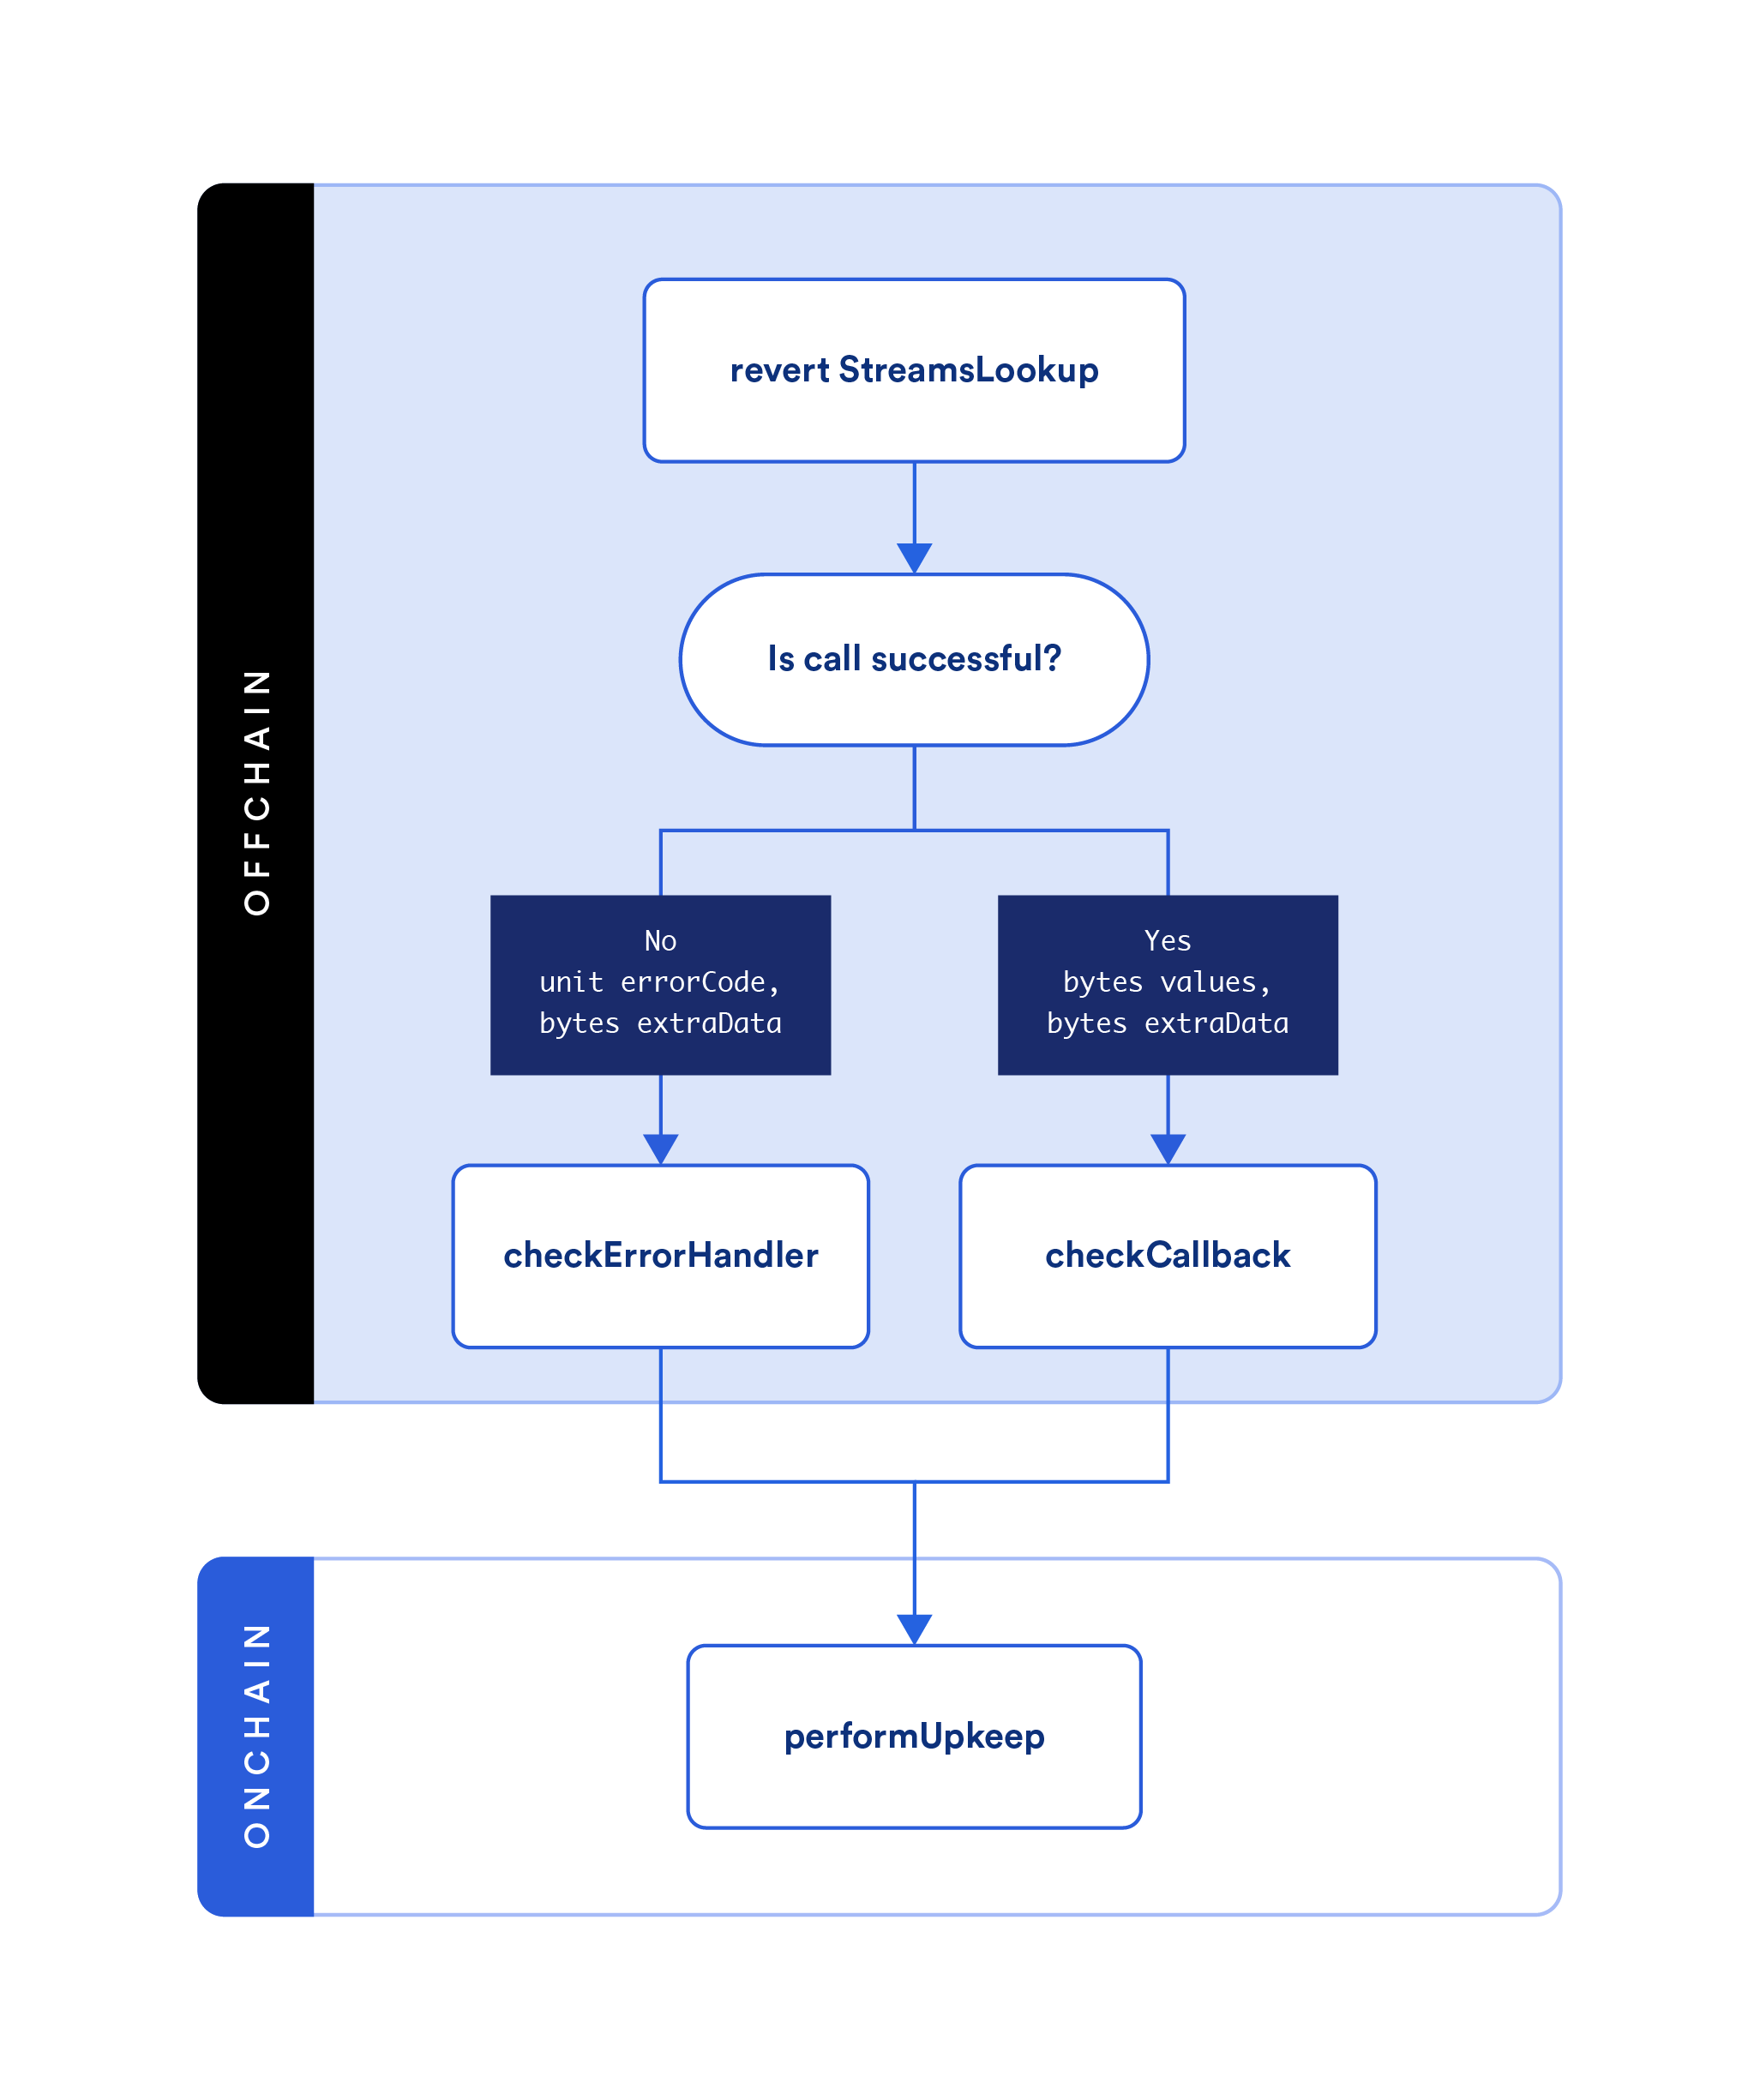 OFFCHAIN
revert StreamsLookup
Is call successful?
No
unit errorCode,
bytes extraData
Yes
bytes values,
bytes extraData
checkErrorHandler
checkCallback
ONCHAIN
performUpkeep